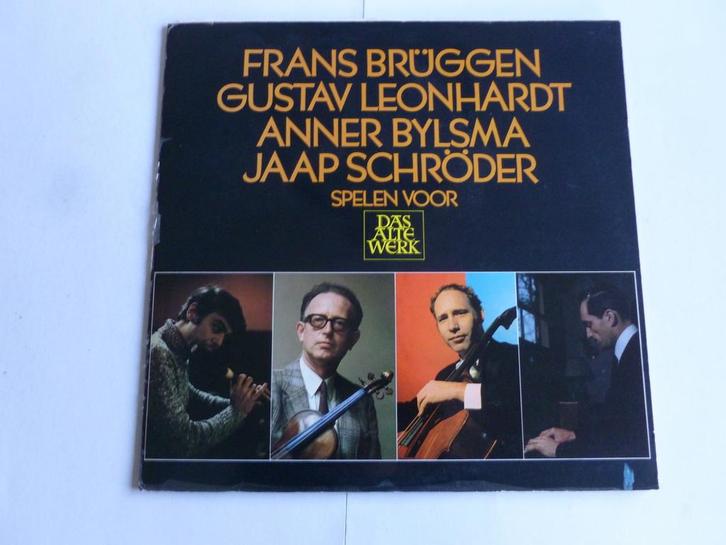 FRANS BRÜGGEN
GUSTAV LEONHARDT
ANNER BYLSMA
JAAP SCHRÖDER
SPELEN VOOR
DAS
ALTE
WERK